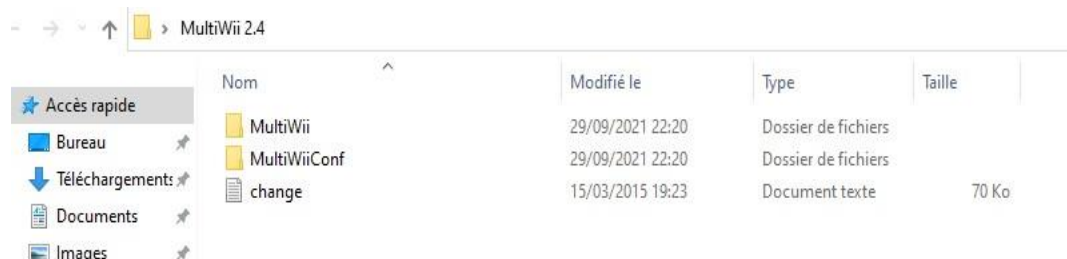 MultiWii 2.4
Nom Modifié le Type Taille
Accès rapide
Bureau
Téléchargements
Documents
Images
MultiWii 29/09/2021 22:20 Dossier de fichiers
MultiWiiConf 29/09/2021 22:20 Dossier de fichiers
change 15/03/2015 19:23 Document texte 70 Ko